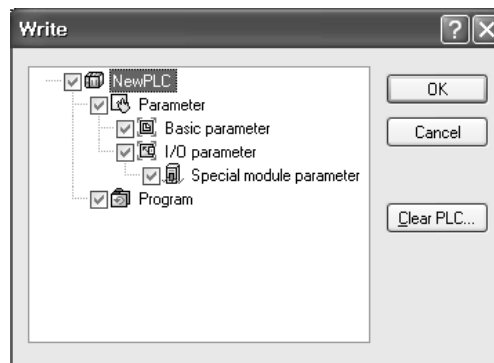 Write
NewPLC
Parameter
Basic parameter
I/O parameter
Special module parameter
Program
OK
Cancel
Clear PLC...